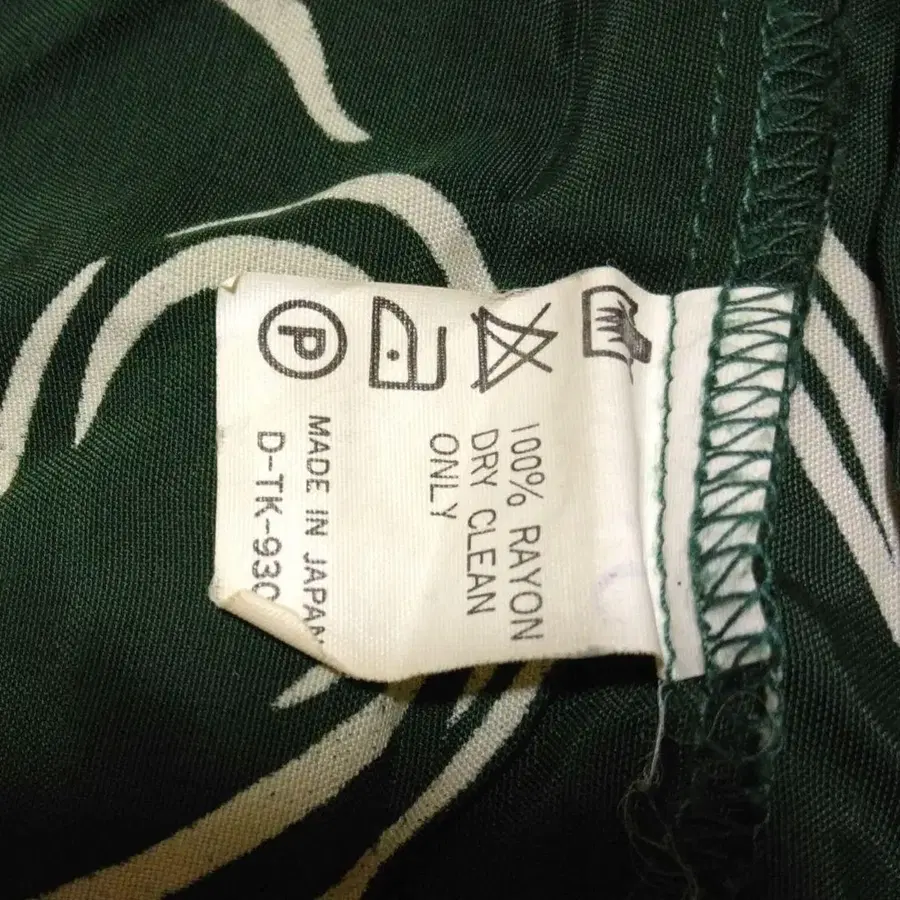 100% RAYON
DRY CLEAN
ONLY
MADE IN JAPAN
D-TK-930
P